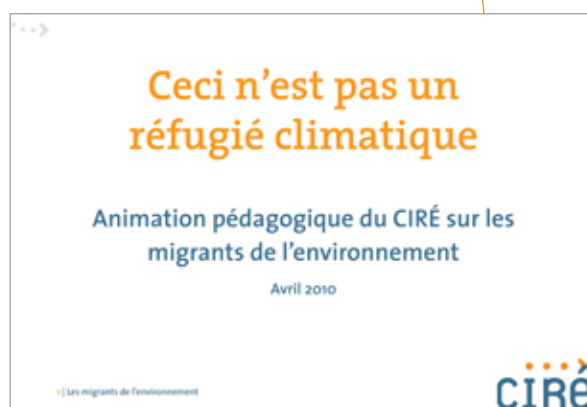 Ceci n'est pas un
réfugié climatique
Animation pédagogique du CIRÉ sur les
migrants de l'environnement
Avril 2010
1 | Les migrants de l'environnement
CIRé